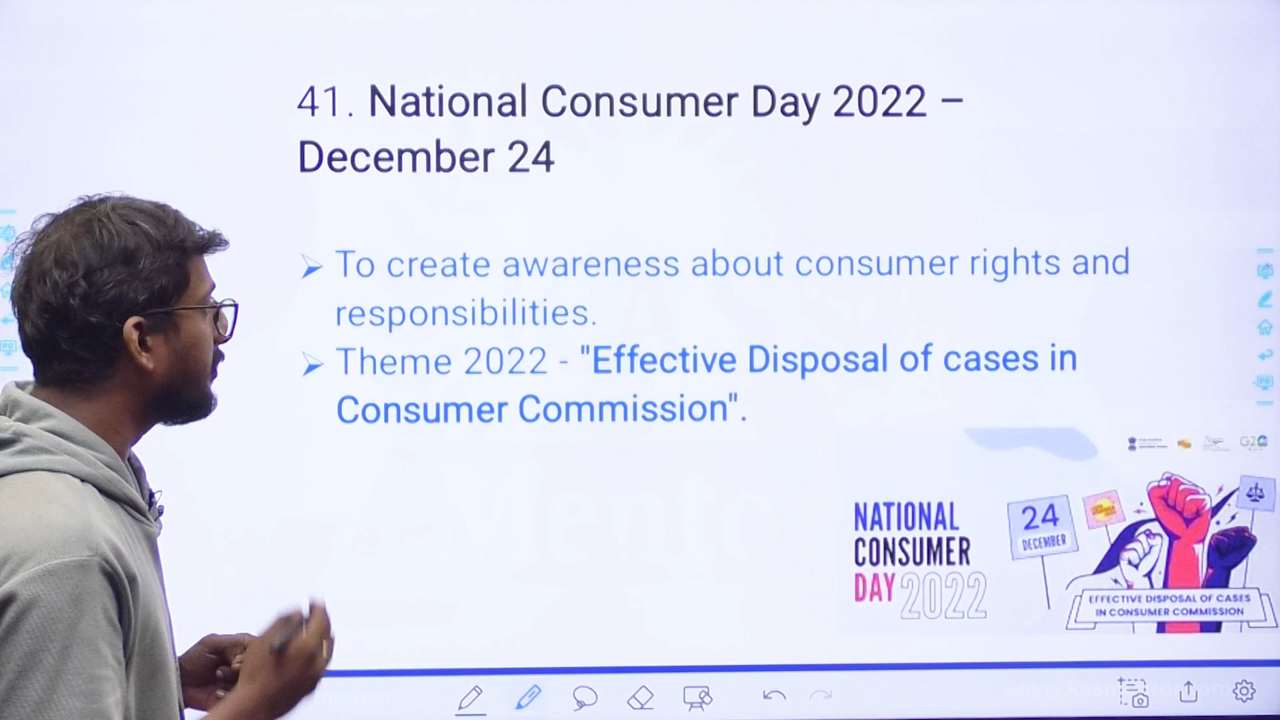 41. National Consumer Day 2022 –
December 24
➢ To create awareness about consumer rights and
responsibilities.
➢ Theme 2022 - "Effective Disposal of cases in
Consumer Commission".
G20
NATIONAL
CONSUMER
DAY 2022
24
DECEMBER
EFFECTIVE DISPOSAL OF CASES
IN CONSUMER COMMISSION